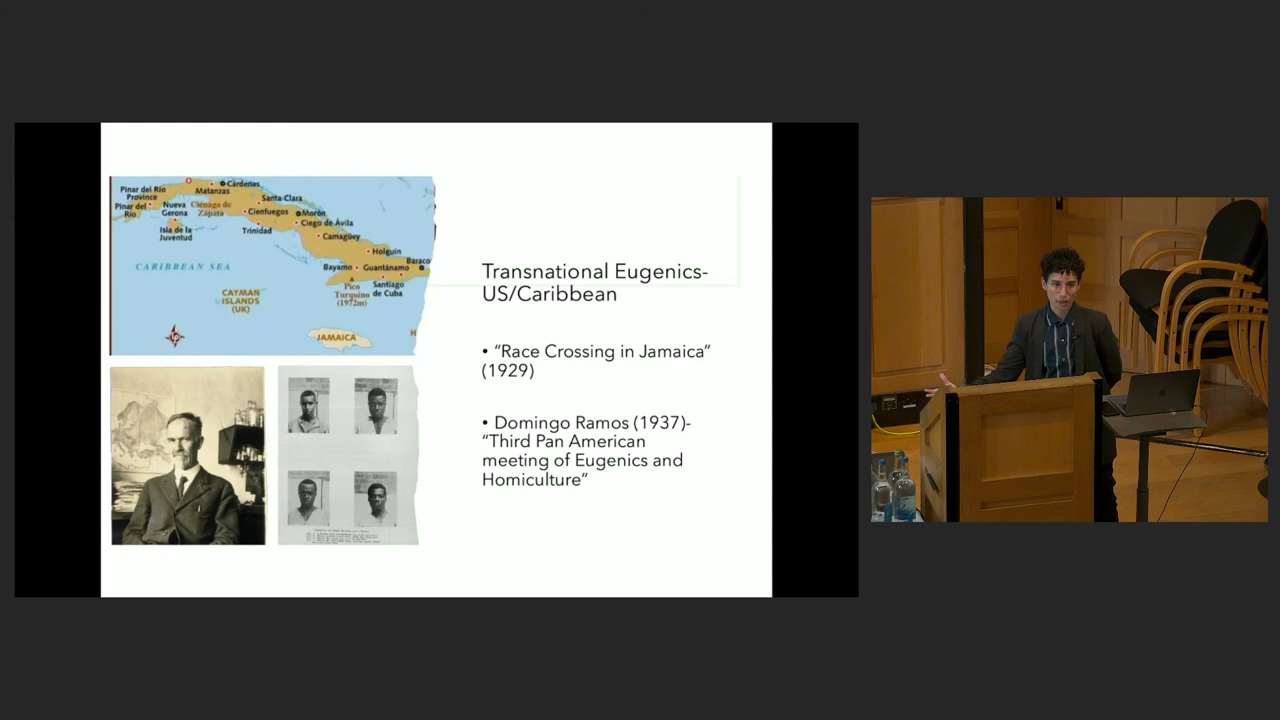 Pinar del Río
Province
Pinar del
Río
Nueva
Gerona
Isla de la
Juventud
Matanzas
Cárdenas
Ciénaga de
Zapata
Santa Clara
Cienfuegos
Morón
Ciego de Ávila
Trinidad
Camagüey
Holguín
Bayamo
Guantánamo
Baraco
Pico
Turquino
(1972m)
Santiago
de Cuba
CARIBBEAN SEA
CAYMAN
ISLANDS
(UK)
JAMAICA
H
Transnational Eugenics-
US/Caribbean
• “Race Crossing in Jamaica”
(1929)
• Domingo Ramos (1937)-
“Third Pan American
meeting of Eugenics and
Homiculture”